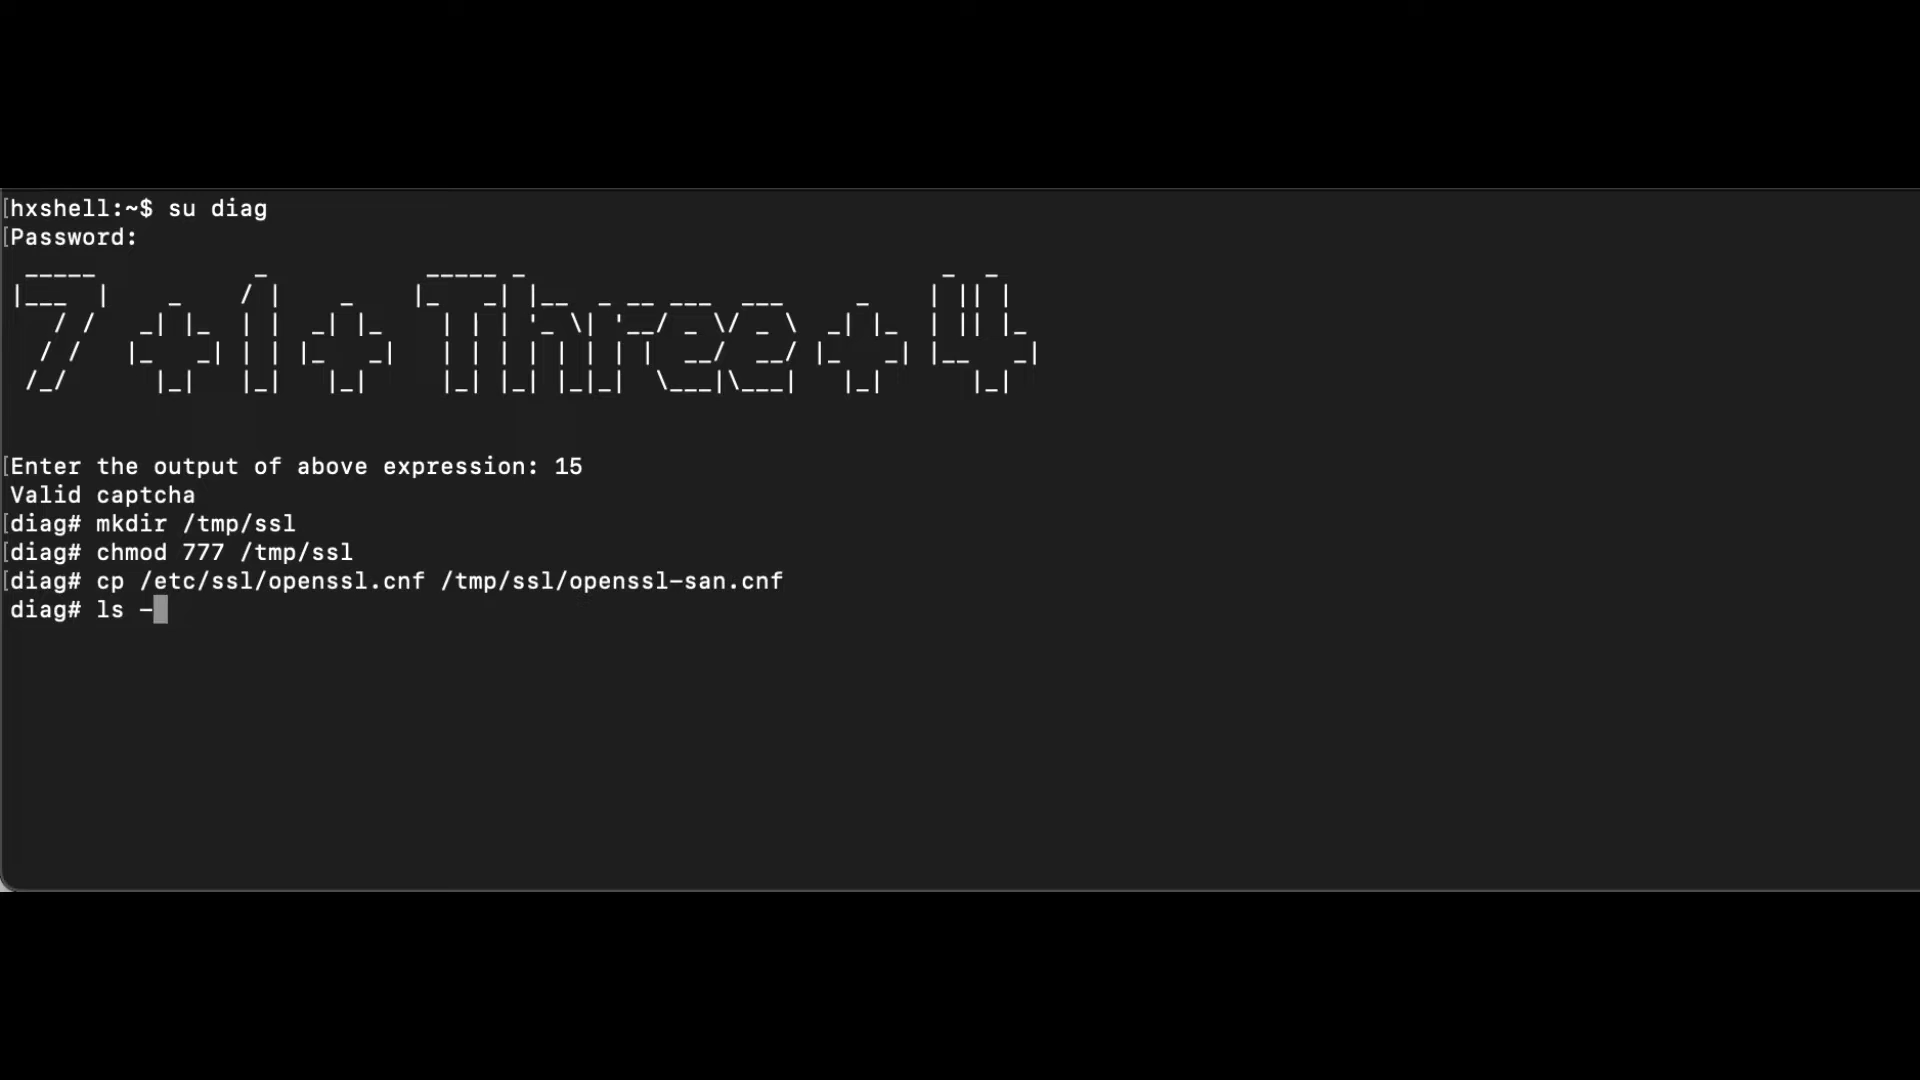 hxshell:~$ su diag
Password:
7 + 1 + Three + 4
Enter the output of above expression: 15
Valid captcha
diag# mkdir /tmp/ssl
diag# chmod 777 /tmp/ssl
diag# cp /etc/ssl/openssl.cnf /tmp/ssl/openssl-san.cnf
diag# ls -